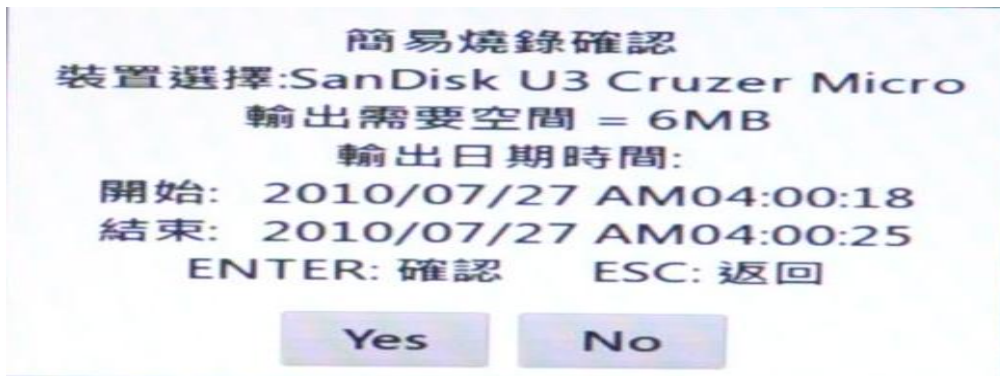 簡易燒錄確認
裝置選擇:SanDisk U3 Cruzer Micro
輸出需要空間 = 6MB
輸出日期時間:
開始: 2010/07/27 AM04:00:18
結束: 2010/07/27 AM04:00:25
ENTER: 確認 ESC: 返回
Yes No